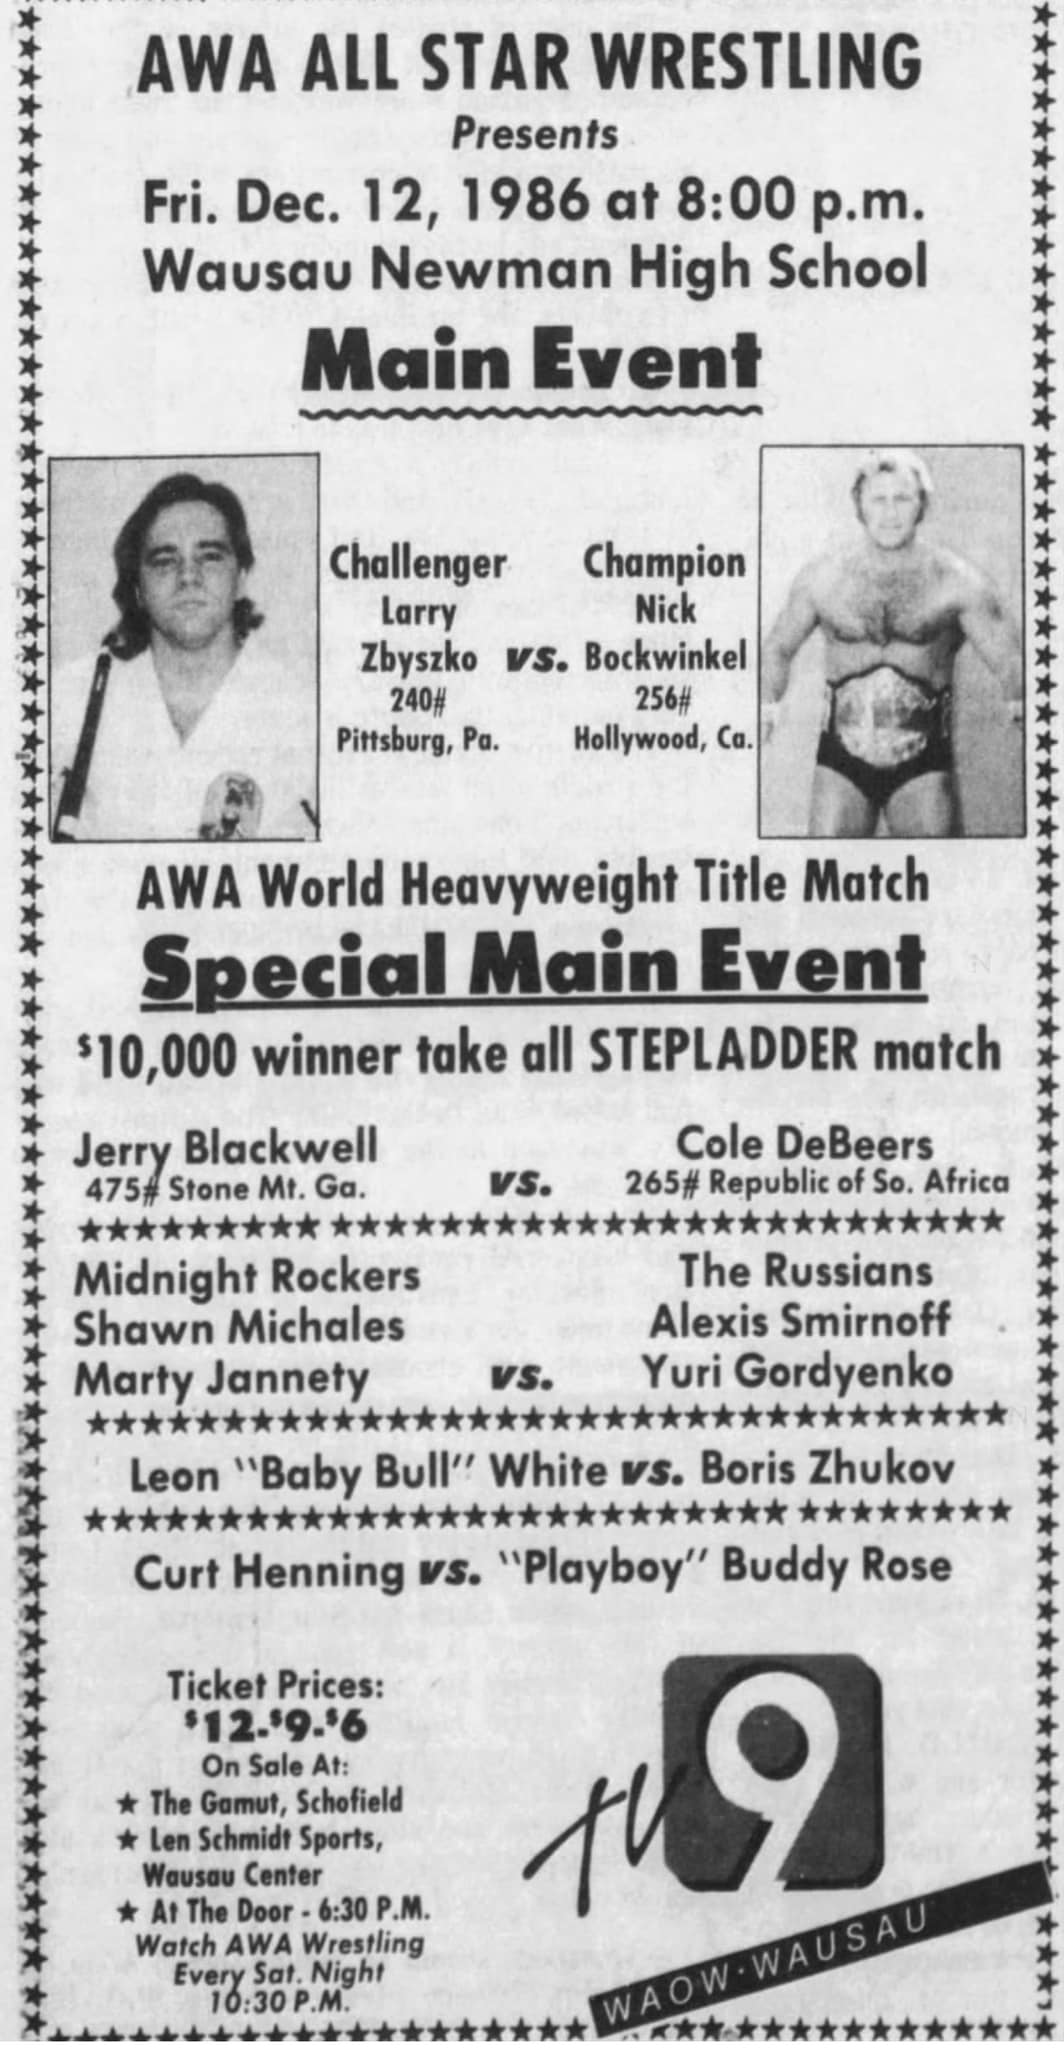 AWA ALL STAR WRESTLING
Presents
Fri. Dec. 12, 1986 at 8:00 p.m.
Wausau Newman High School
Main Event
Challenger
Larry
Zbyszko
240#
Pittsburg, Pa.
vs.
Champion
Nick
Bockwinkel
256#
Hollywood, Ca.
AWA World Heavyweight Title Match
Special Main Event
$10,000 winner take all STEPLADDER match
Jerry Blackwell
475# Stone Mt. Ga.
vs.
Cole DeBeers
265# Republic of So. Africa
Midnight Rockers
Shawn Michales
Marty Jannety
vs.
The Russians
Alexis Smirnoff
Yuri Gordyenko
Leon "Baby Bull" White vs. Boris Zhukov
Curt Henning vs. "Playboy" Buddy Rose
Ticket Prices:
$12-$9-$6
On Sale At:
★ The Gamut, Schofield
★ Len Schmidt Sports,
Wausau Center
★ At The Door - 6:30 P.M.
Watch AWA Wrestling
Every Sat. Night
10:30 P.M.
tv 9
WAOW·WAUSAU